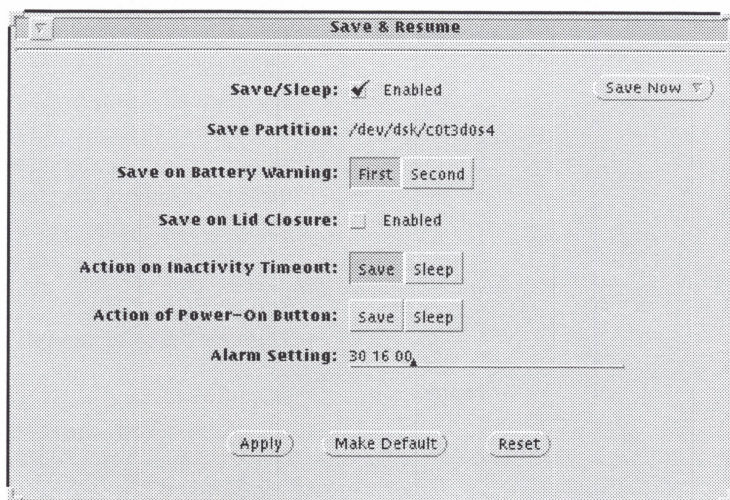 Save & Resume
Save/Sleep: Enabled Save Now
Save Partition: /dev/dsk/c0t3d0s4
Save on Battery Warning: First Second
Save on Lid Closure: Enabled
Action on Inactivity Timeout: Save Sleep
Action of Power-On Button: Save Sleep
Alarm Setting: 30 16 00
Apply Make Default Reset